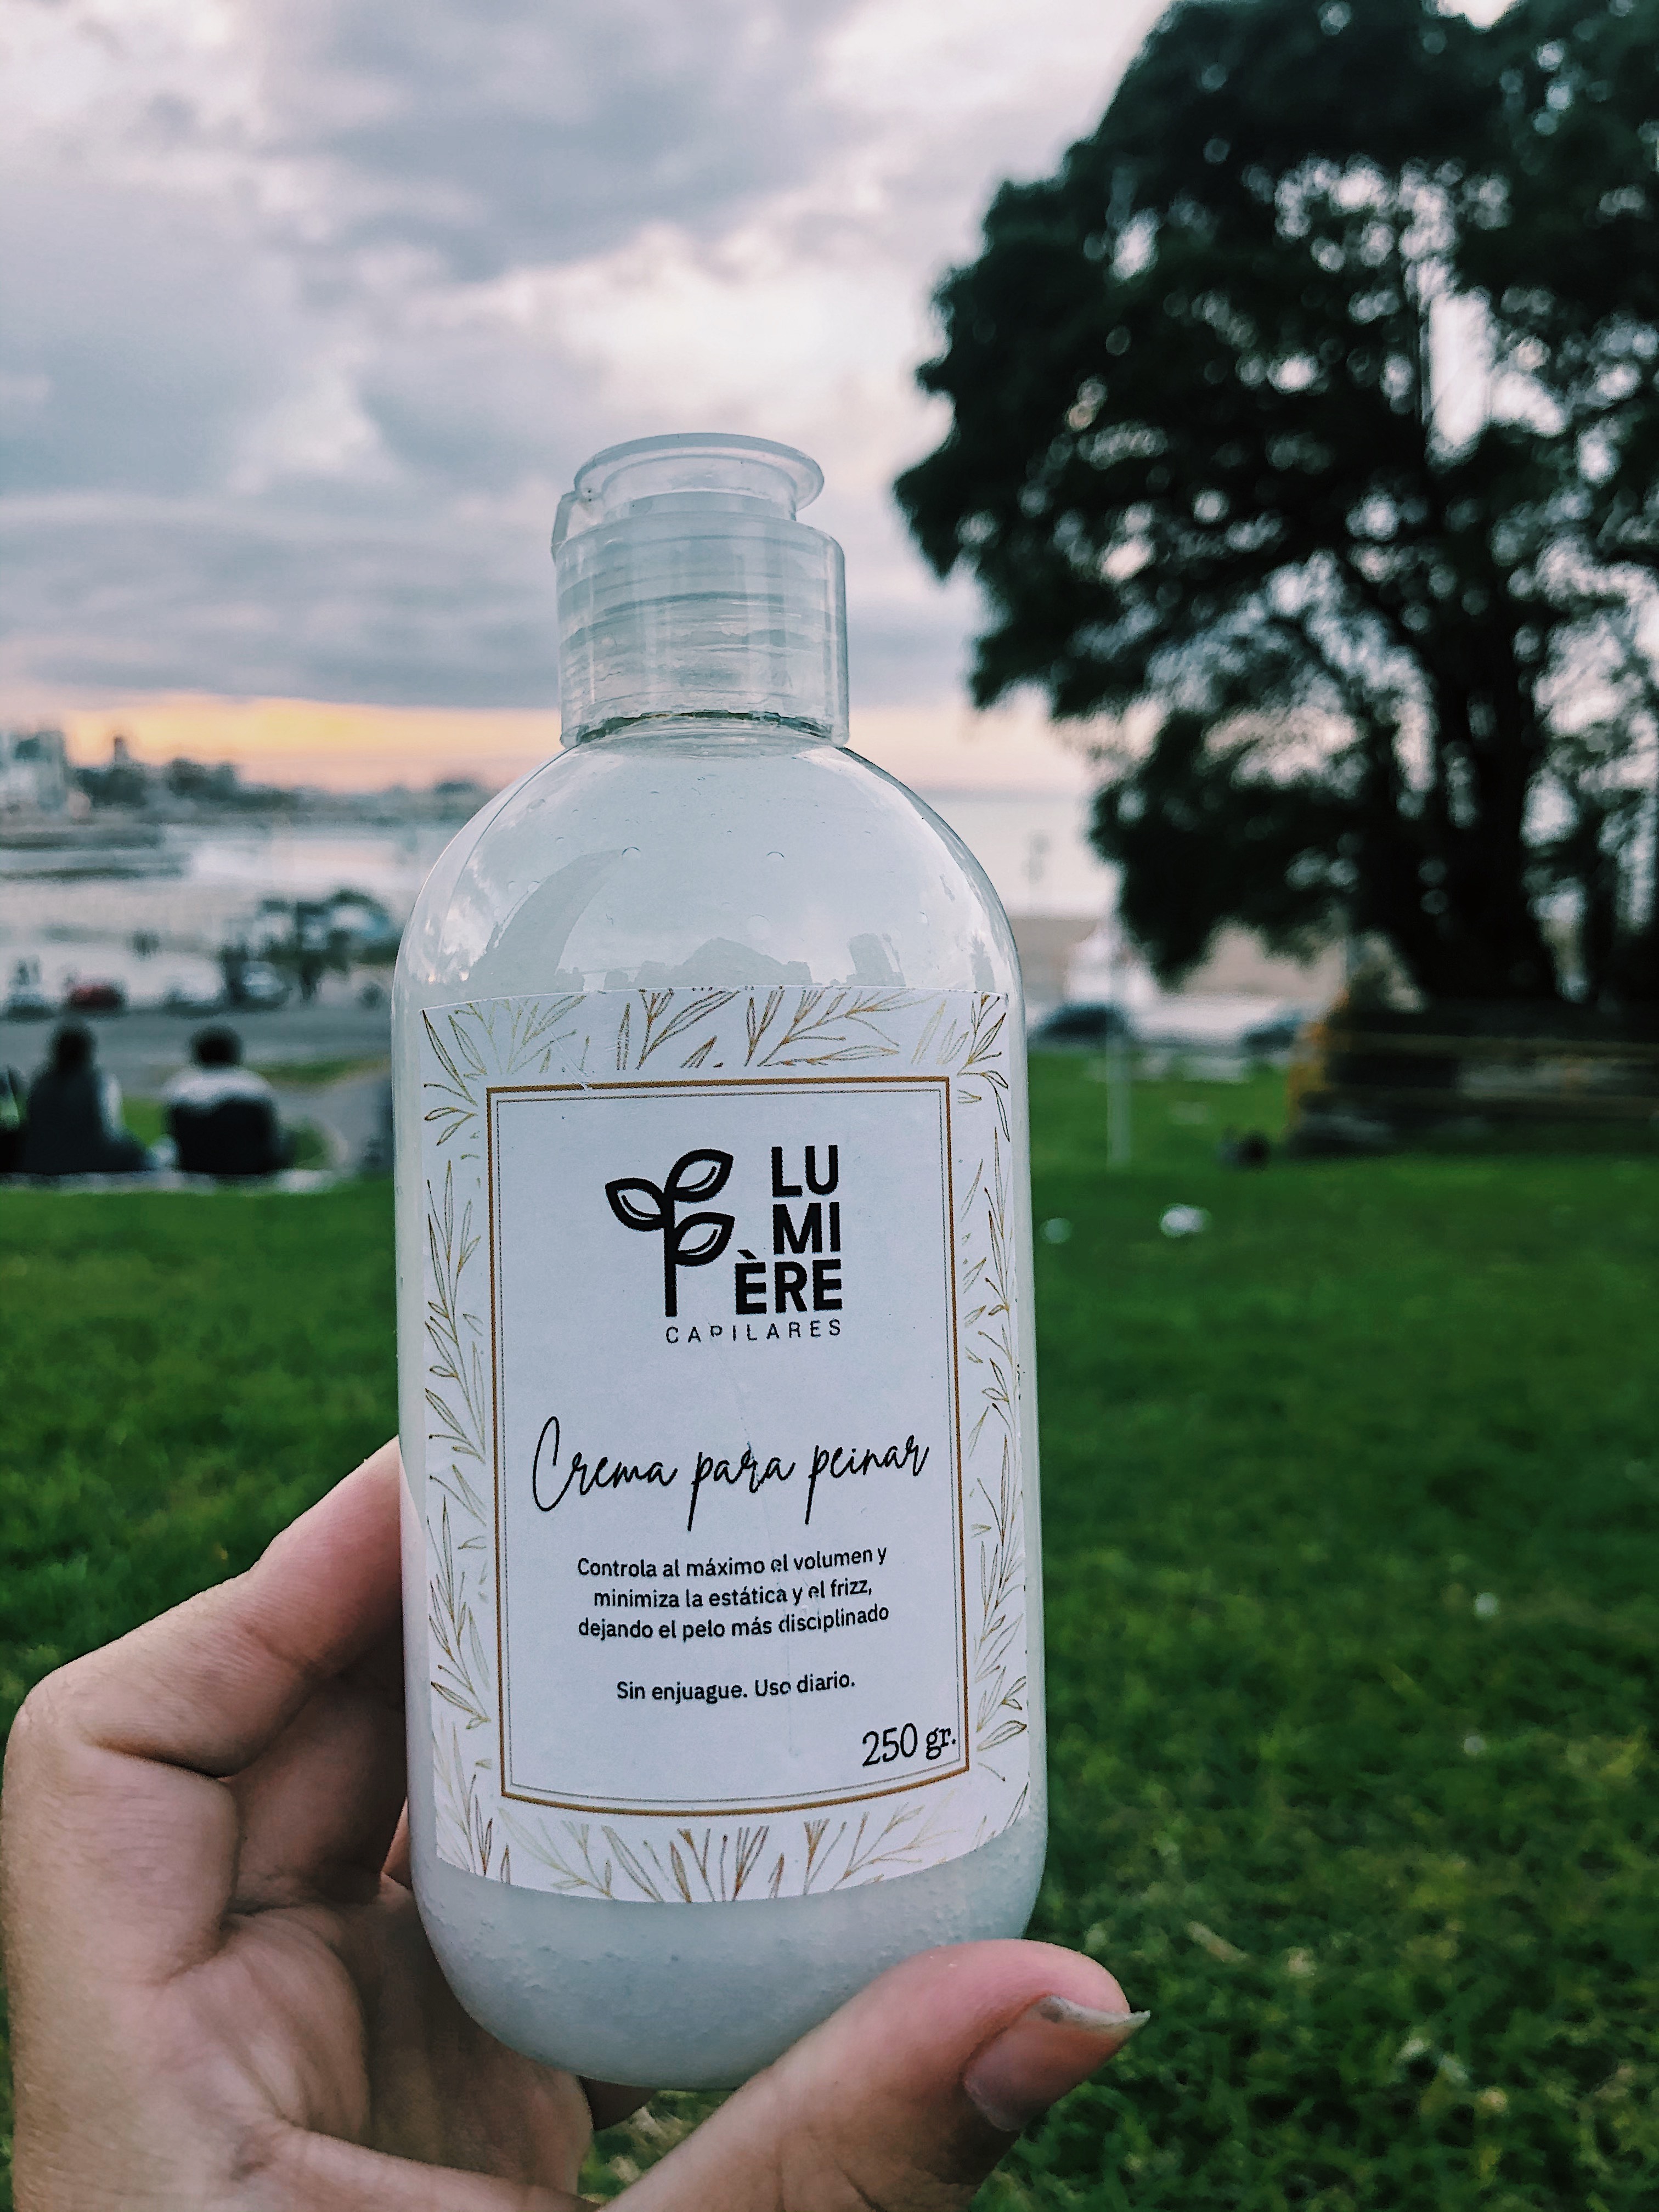 LU
MI
ÈRE
CAPILARES
Crema para peinar
Controla al máximo el volumen y
minimiza la estática y el frizz,
dejando el pelo más disciplinado
Sin enjuague. Uso diario.
250 gr.